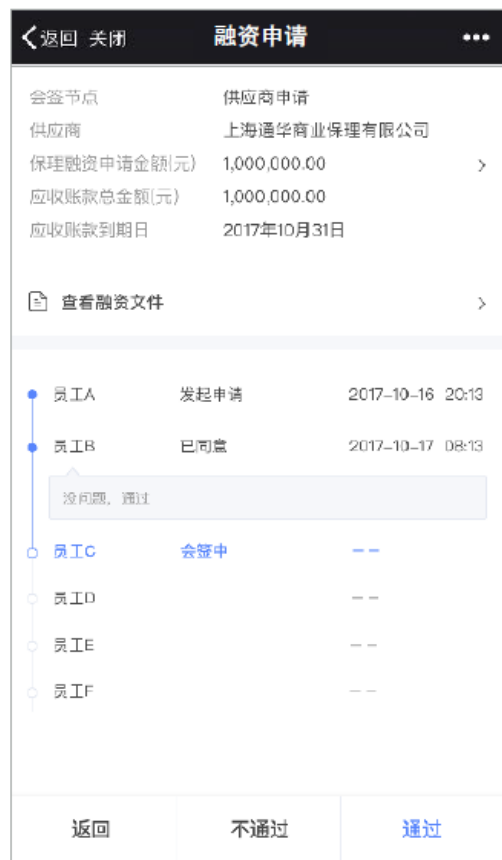 返回 关闭 融资申请
会签节点 供应商申请
供应商 上海通华商业保理有限公司
保理融资申请金额(元) 1,000,000.00
应收账款总金额(元) 1,000,000.00
应收账款到期日 2017年10月31日
查看融资文件
员工A 发起申请 2017-10-16 20:13
员工B 已同意 2017-10-17 08:13
没问题，通过
员工C 会签中 --
员工D --
员工E --
员工F --
返回 不通过 通过